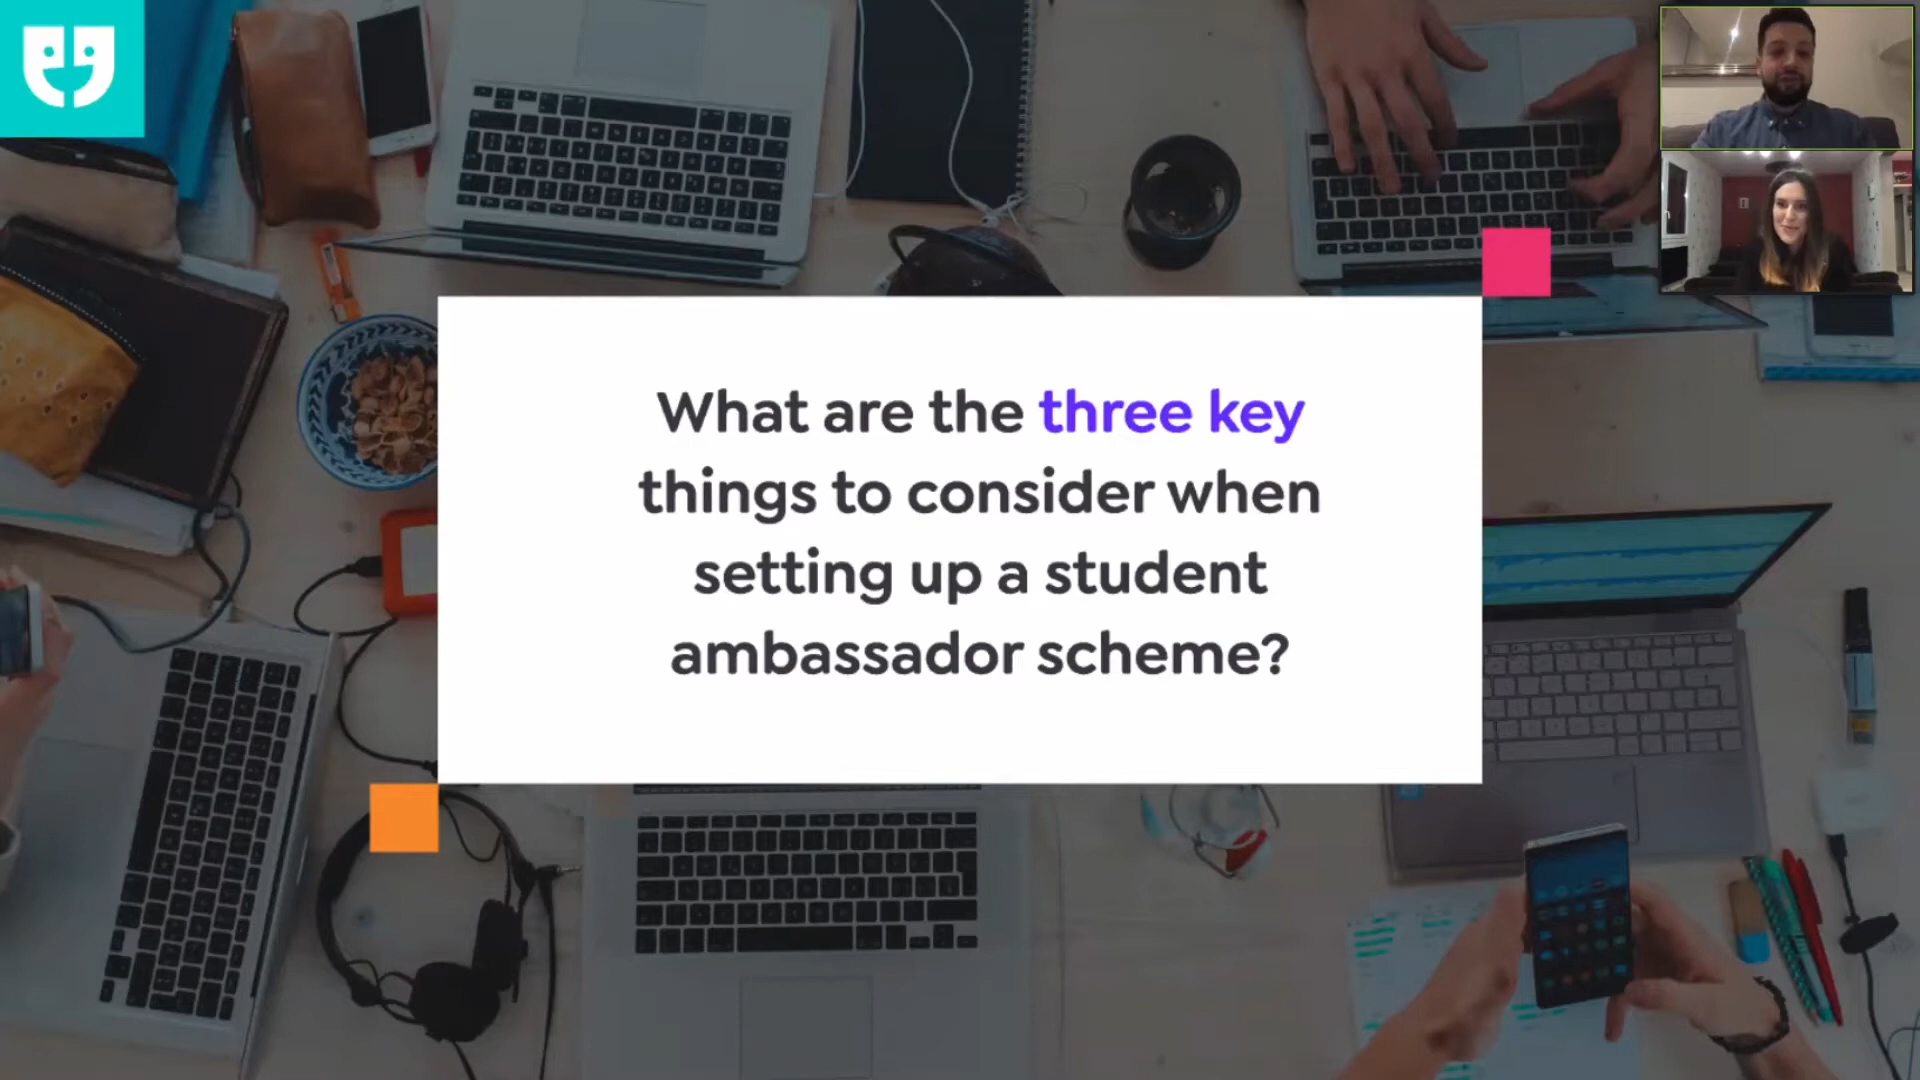 What are the three key
things to consider when
setting up a student
ambassador scheme?